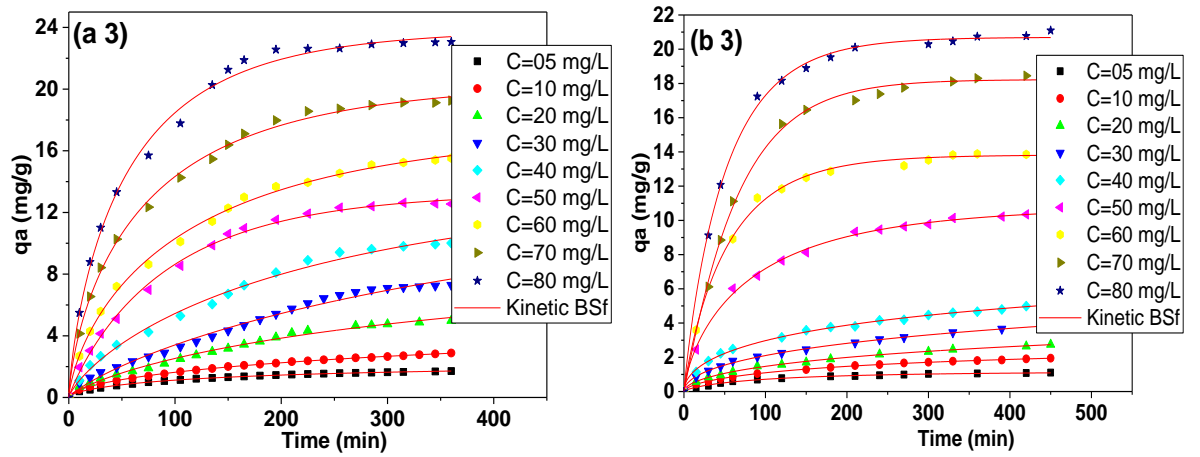 (a 3)
24
20
16
12
8
4
0
qa (mg/g)
0
100
200
300
400
Time (min)
C=05 mg/L
C=10 mg/L
C=20 mg/L
C=30 mg/L
C=40 mg/L
C=50 mg/L
C=60 mg/L
C=70 mg/L
C=80 mg/L
Kinetic BSf
(b 3)
22
20
18
16
14
12
10
8
6
4
2
0
qa (mg/g)
0
100
200
300
400
500
Time (min)
C=05 mg/L
C=10 mg/L
C=20 mg/L
C=30 mg/L
C=40 mg/L
C=50 mg/L
C=60 mg/L
C=70 mg/L
C=80 mg/L
Kinetic BSf